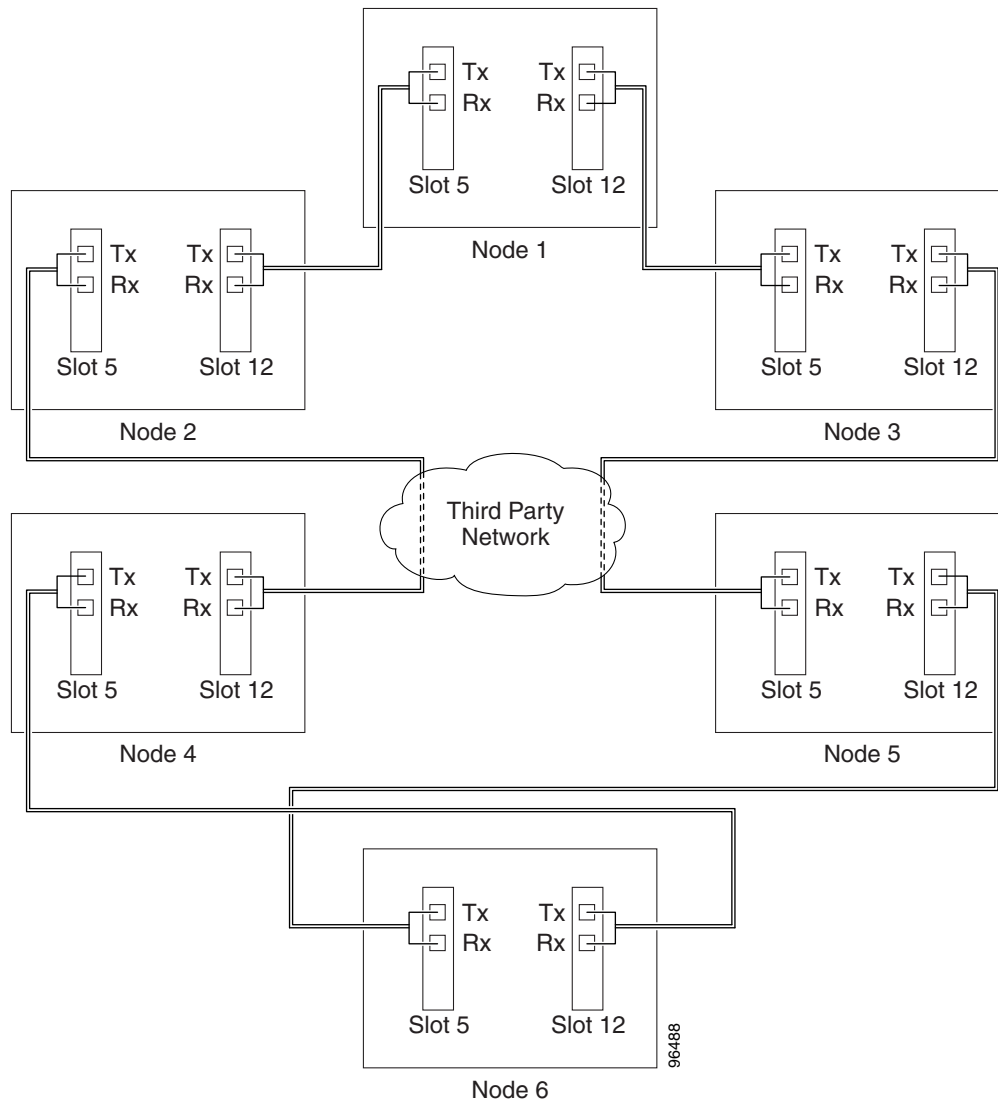 Tx Tx
Rx Rx
Slot 5 Slot 12
Node 1
Tx Tx
Rx Rx
Slot 5 Slot 12
Node 2
Tx Tx
Rx Rx
Slot 5 Slot 12
Node 3
Third Party
Network
Tx Tx
Rx Rx
Slot 5 Slot 12
Node 4
Tx Tx
Rx Rx
Slot 5 Slot 12
Node 5
Tx Tx
Rx Rx
Slot 5 Slot 12
Node 6
96488